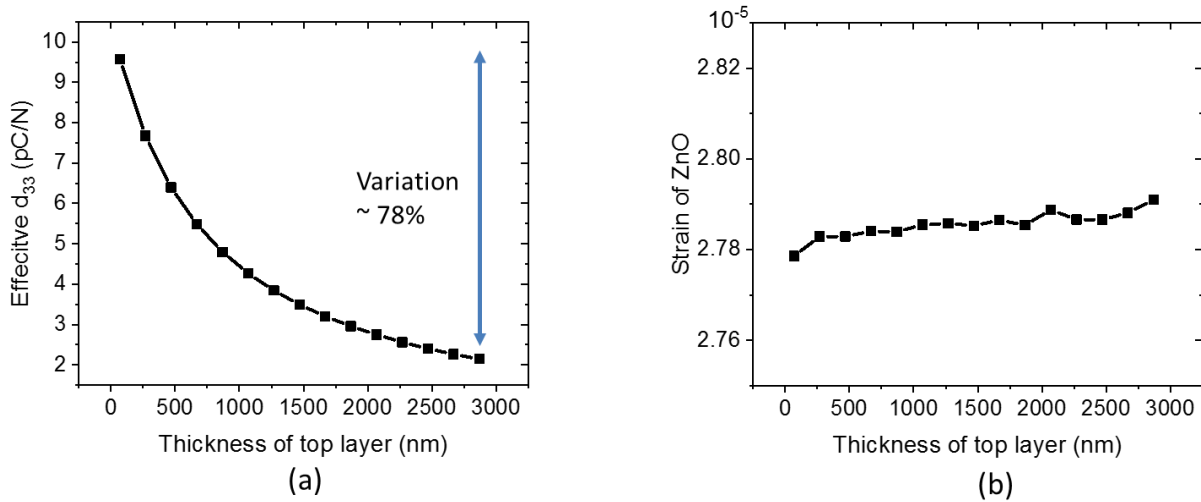 10
9
8
7
6
5
4
3
2
Effecitve d33 (pC/N)
Variation
~ 78%
0 500 1000 1500 2000 2500 3000
Thickness of top layer (nm)
(a)
10-5
2.82
2.80
2.78
2.76
Strain of ZnO
0 500 1000 1500 2000 2500 3000
Thickness of top layer (nm)
(b)